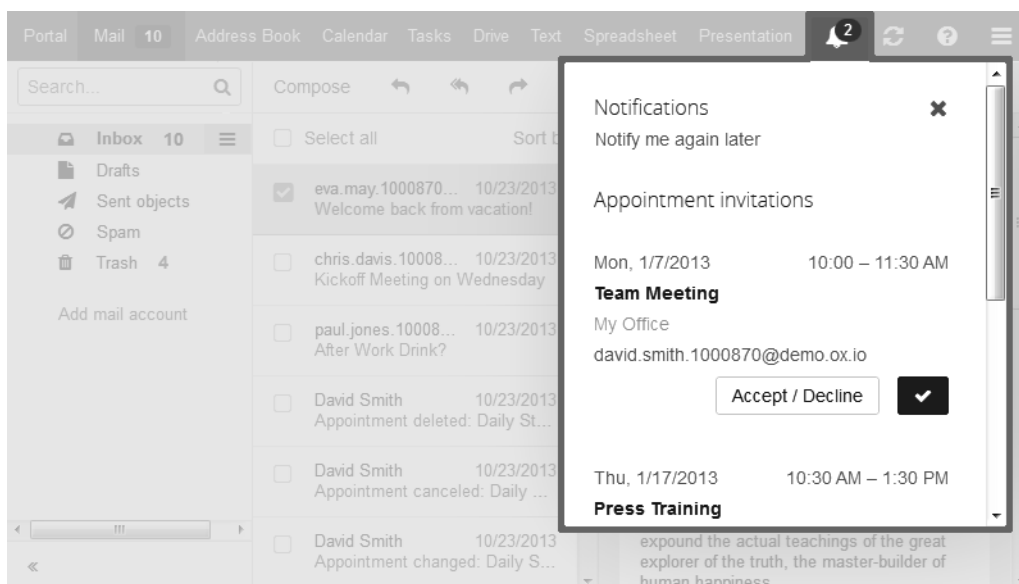 Portal Mail 10 Address Book Calendar Tasks Drive Text Spreadsheet Presentation 2
Search...
Inbox 10
Drafts
Sent objects
Spam
Trash 4
Add mail account
Compose
Select all Sort b
eva.may.1000870... 10/23/2013
Welcome back from vacation!
chris.davis.10008... 10/23/2013
Kickoff Meeting on Wednesday
paul.jones.10008... 10/23/2013
After Work Drink?
David Smith 10/23/2013
Appointment deleted: Daily St...
David Smith 10/23/2013
Appointment canceled: Daily ...
David Smith 10/23/2013
Appointment changed: Daily S...
Notifications
Notify me again later
Appointment invitations
Mon, 1/7/2013 10:00 – 11:30 AM
Team Meeting
My Office
david.smith.1000870@demo.ox.io
Accept / Decline
Thu, 1/17/2013 10:30 AM – 1:30 PM
Press Training
expound the actual teachings of the great
explorer of the truth, the master-builder of
human happiness